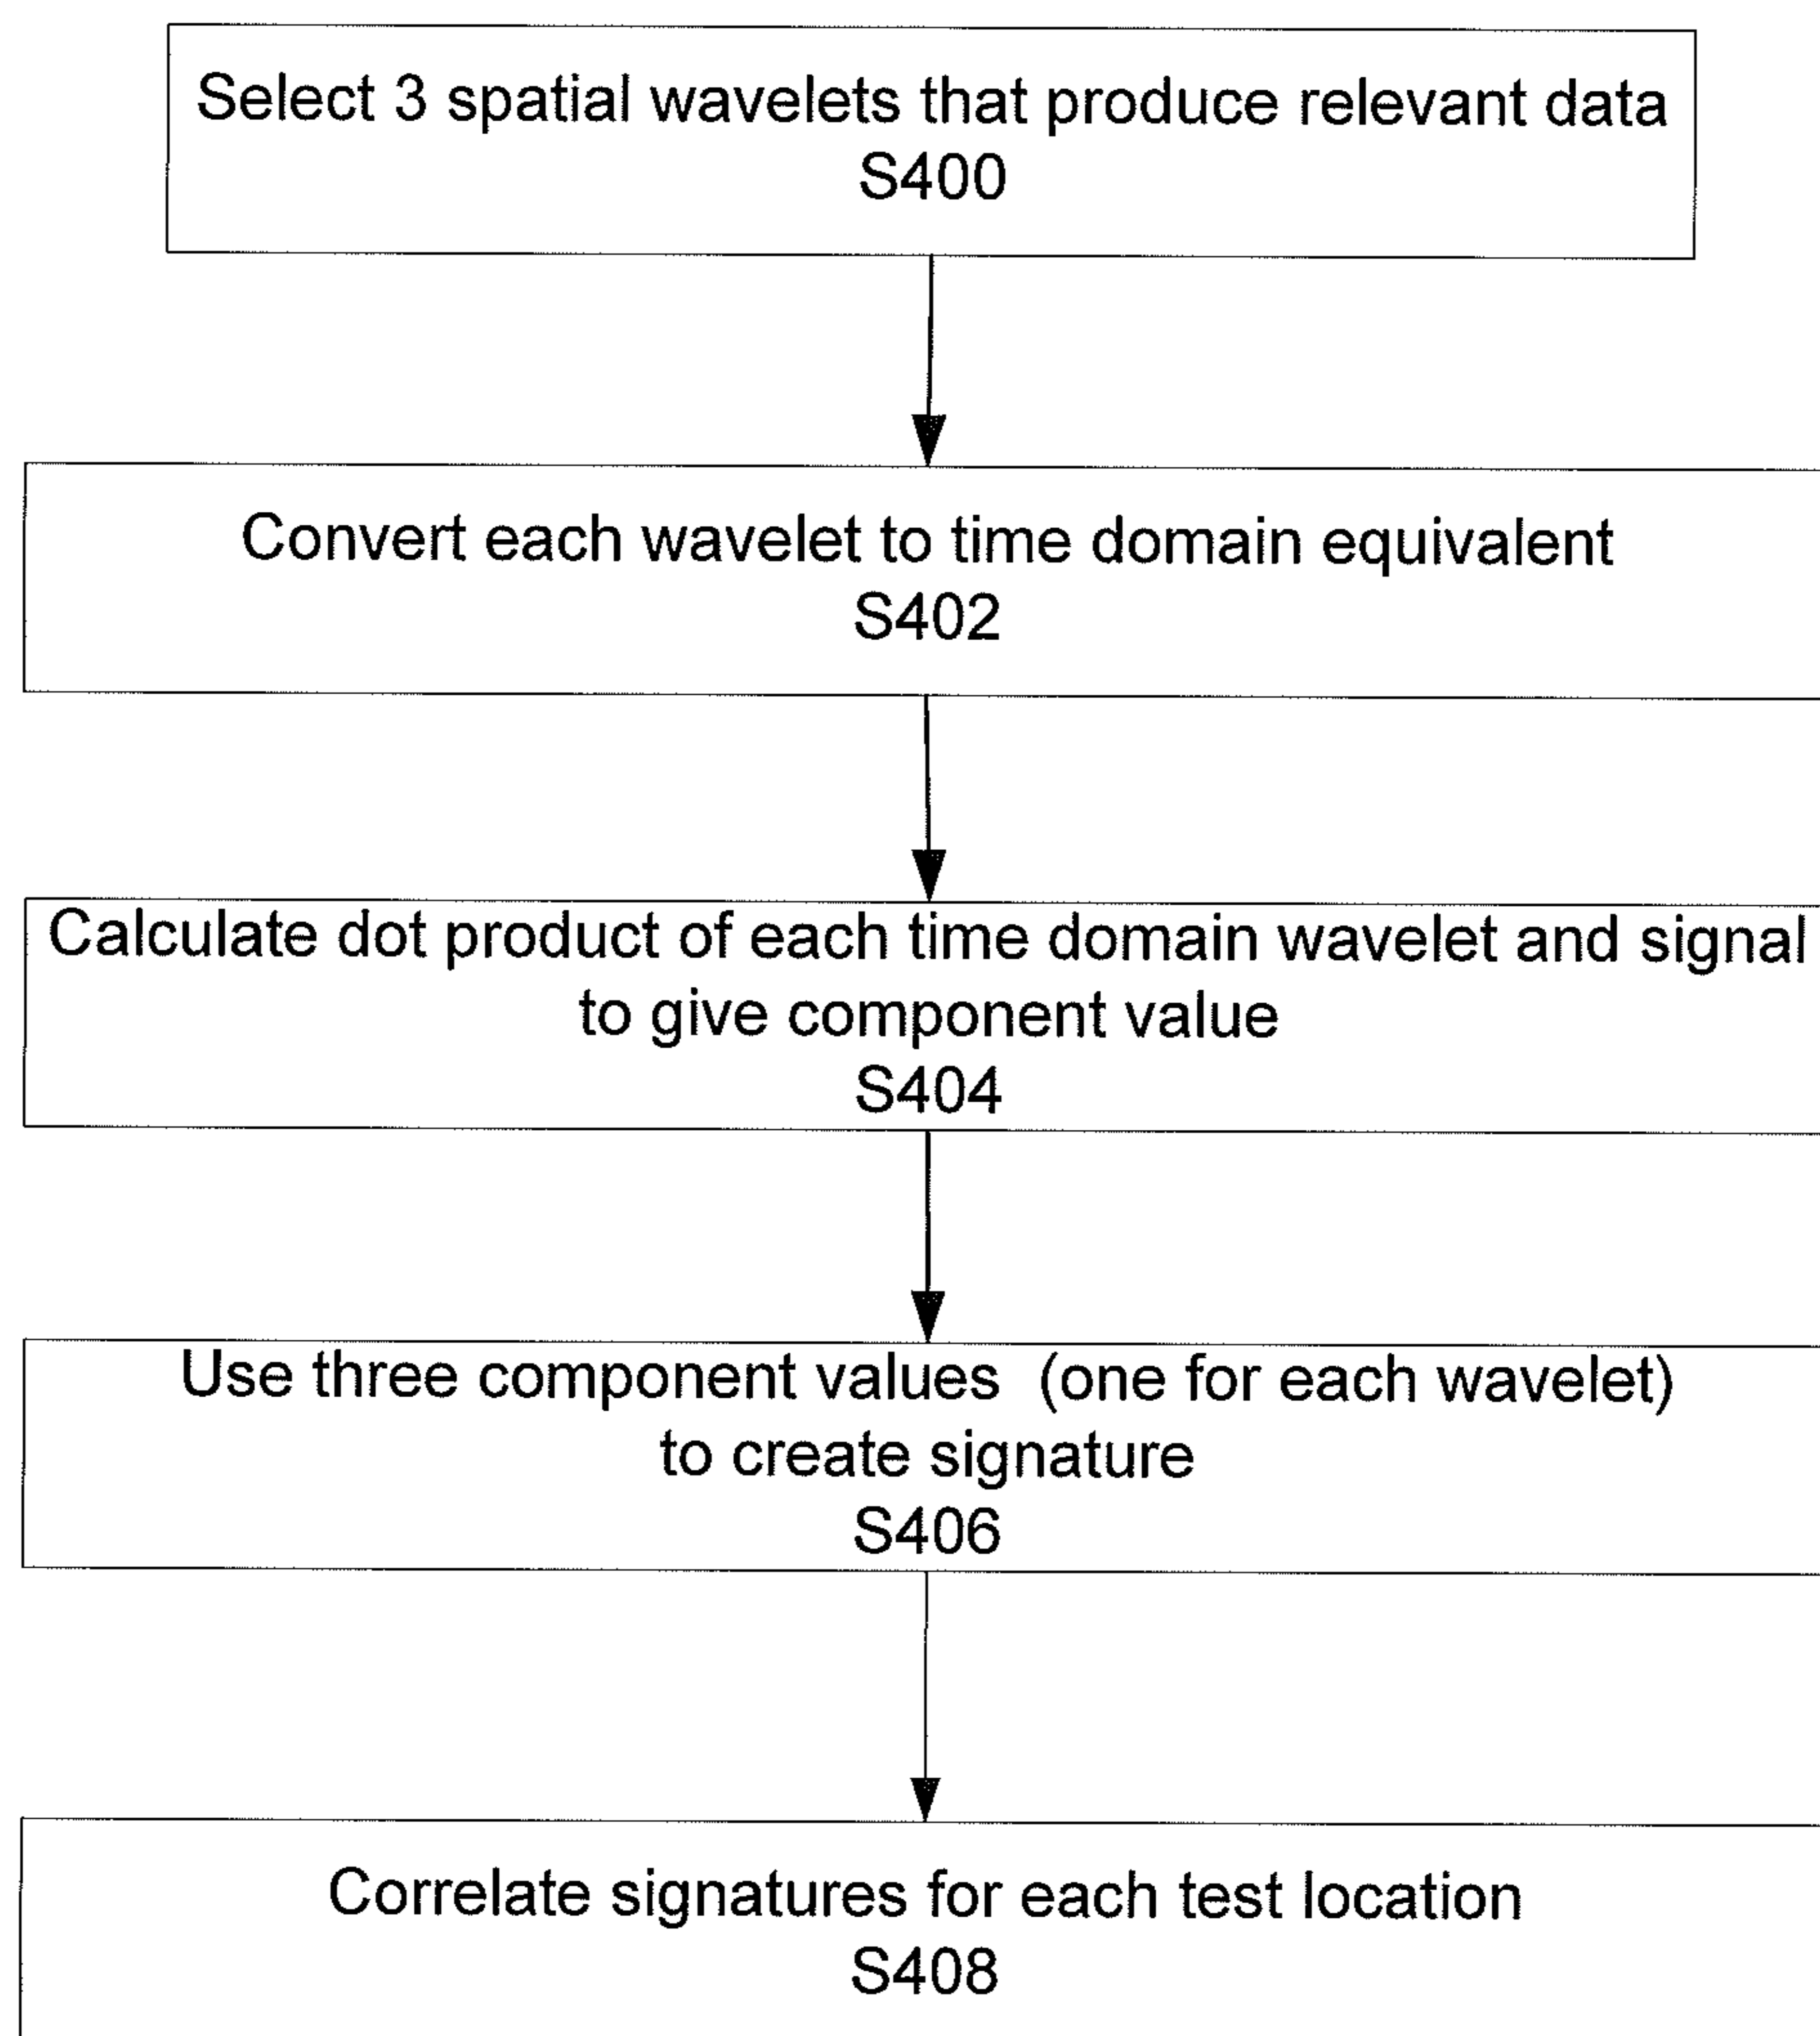 Select 3 spatial wavelets that produce relevant data
S400
Convert each wavelet to time domain equivalent
S402
Calculate dot product of each time domain wavelet and signal
to give component value
S404
Use three component values (one for each wavelet)
to create signature
S406
Correlate signatures for each test location
S408